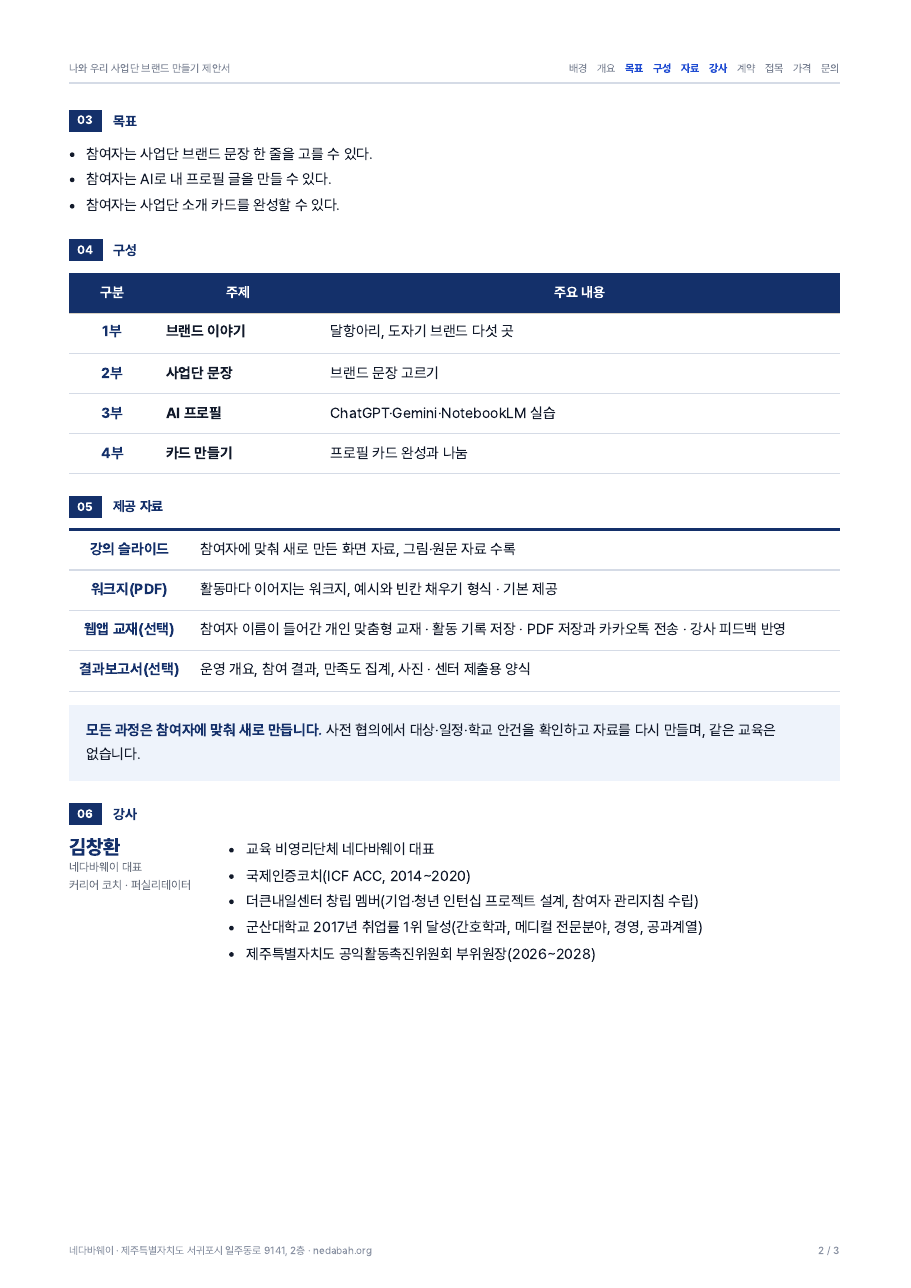 나와 우리 사업단 브랜드 만들기 제안서
배경 개요 목표 구성 자료 강사 계약 접목 가격 문의
03 목표
• 참여자는 사업단 브랜드 문장 한 줄을 고를 수 있다.
• 참여자는 AI로 내 프로필 글을 만들 수 있다.
• 참여자는 사업단 소개 카드를 완성할 수 있다.
04 구성
구분 주제 주요 내용
1부 브랜드 이야기 달항아리, 도자기 브랜드 다섯 곳
2부 사업단 문장 브랜드 문장 고르기
3부 AI 프로필 ChatGPT·Gemini·NotebookLM 실습
4부 카드 만들기 프로필 카드 완성과 나눔
05 제공 자료
강의 슬라이드 참여자에 맞춰 새로 만든 화면 자료, 그림·원문 자료 수록
워크지(PDF) 활동마다 이어지는 워크지, 예시와 빈칸 채우기 형식 · 기본 제공
웹앱 교재(선택) 참여자 이름이 들어간 개인 맞춤형 교재 · 활동 기록 저장 · PDF 저장과 카카오톡 전송 · 강사 피드백 반영
결과보고서(선택) 운영 개요, 참여 결과, 만족도 집계, 사진 · 센터 제출용 양식
모든 과정은 참여자에 맞춰 새로 만듭니다. 사전 협의에서 대상·일정·학교 안건을 확인하고 자료를 다시 만들며, 같은 교육은
없습니다.
06 강사
김창환
네다바웨이 대표
커리어 코치 · 퍼실리테이터
• 교육 비영리단체 네다바웨이 대표
• 국제인증코치(ICF ACC, 2014~2020)
• 더큰내일센터 창립 멤버(기업·청년 인턴십 프로젝트 설계, 참여자 관리지침 수립)
• 군산대학교 2017년 취업률 1위 달성(간호학과, 메디컬 전문분야, 경영, 공과계열)
• 제주특별자치도 공익활동촉진위원회 부위원장(2026~2028)
네다바웨이 · 제주특별자치도 서귀포시 일주동로 9141, 2층 · nedabah.org
2 / 3